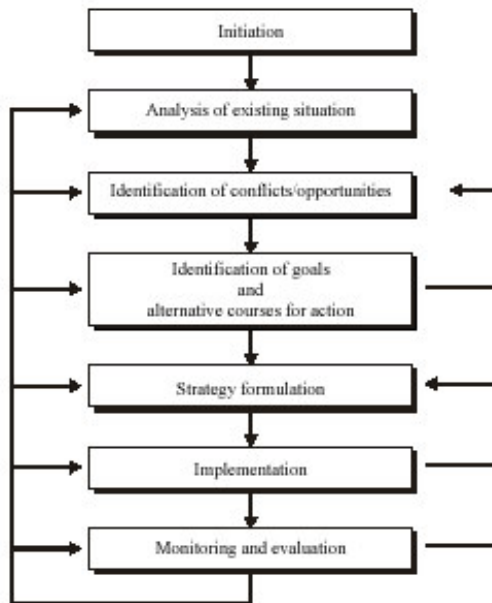 Initiation
Analysis of existing situation
Identification of conflicts/opportunities
Identification of goals
and
alternative courses for action
Strategy formulation
Implementation
Monitoring and evaluation